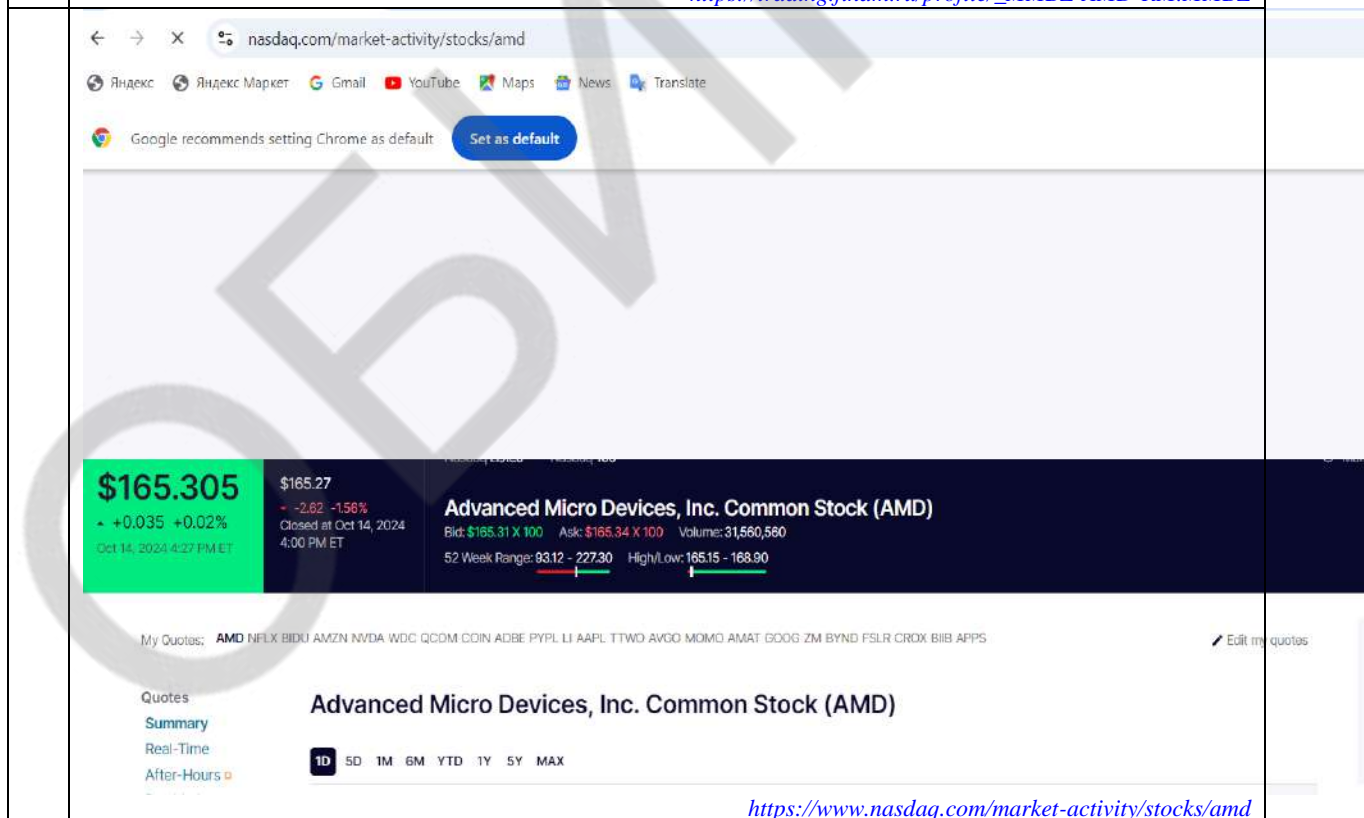 nasdaq.com/market-activity/stocks/amd
Яндекс Яндекс Маркет Gmail YouTube Maps News Translate
Google recommends setting Chrome as default Set as default
ОБИ
$165.305
+0.035 +0.02%
Oct 14, 2024 4:27 PM ET
$165.27
-2.62 -1.56%
Closed at Oct 14, 2024
4:00 PM ET
Advanced Micro Devices, Inc. Common Stock (AMD)
Bid: $165.31 X 100 Ask: $165.34 X 100 Volume: 31,560,560
52 Week Range: 93.12 - 227.30 High/Low: 165.15 - 168.90
My Quotes: AMD NFLX BIDU AMZN NVDA WDC QCOM COIN ADBE PYPL LI AAPL TTWO AVGO MOMO AMAT GOOG ZM BYND FSLR CROX BIIB APPS
Edit my quotes
Quotes
Summary
Real-Time
After-Hours
Advanced Micro Devices, Inc. Common Stock (AMD)
1D 5D 1M 6M YTD 1Y 5Y MAX
https://www.nasdaq.com/market-activity/stocks/amd